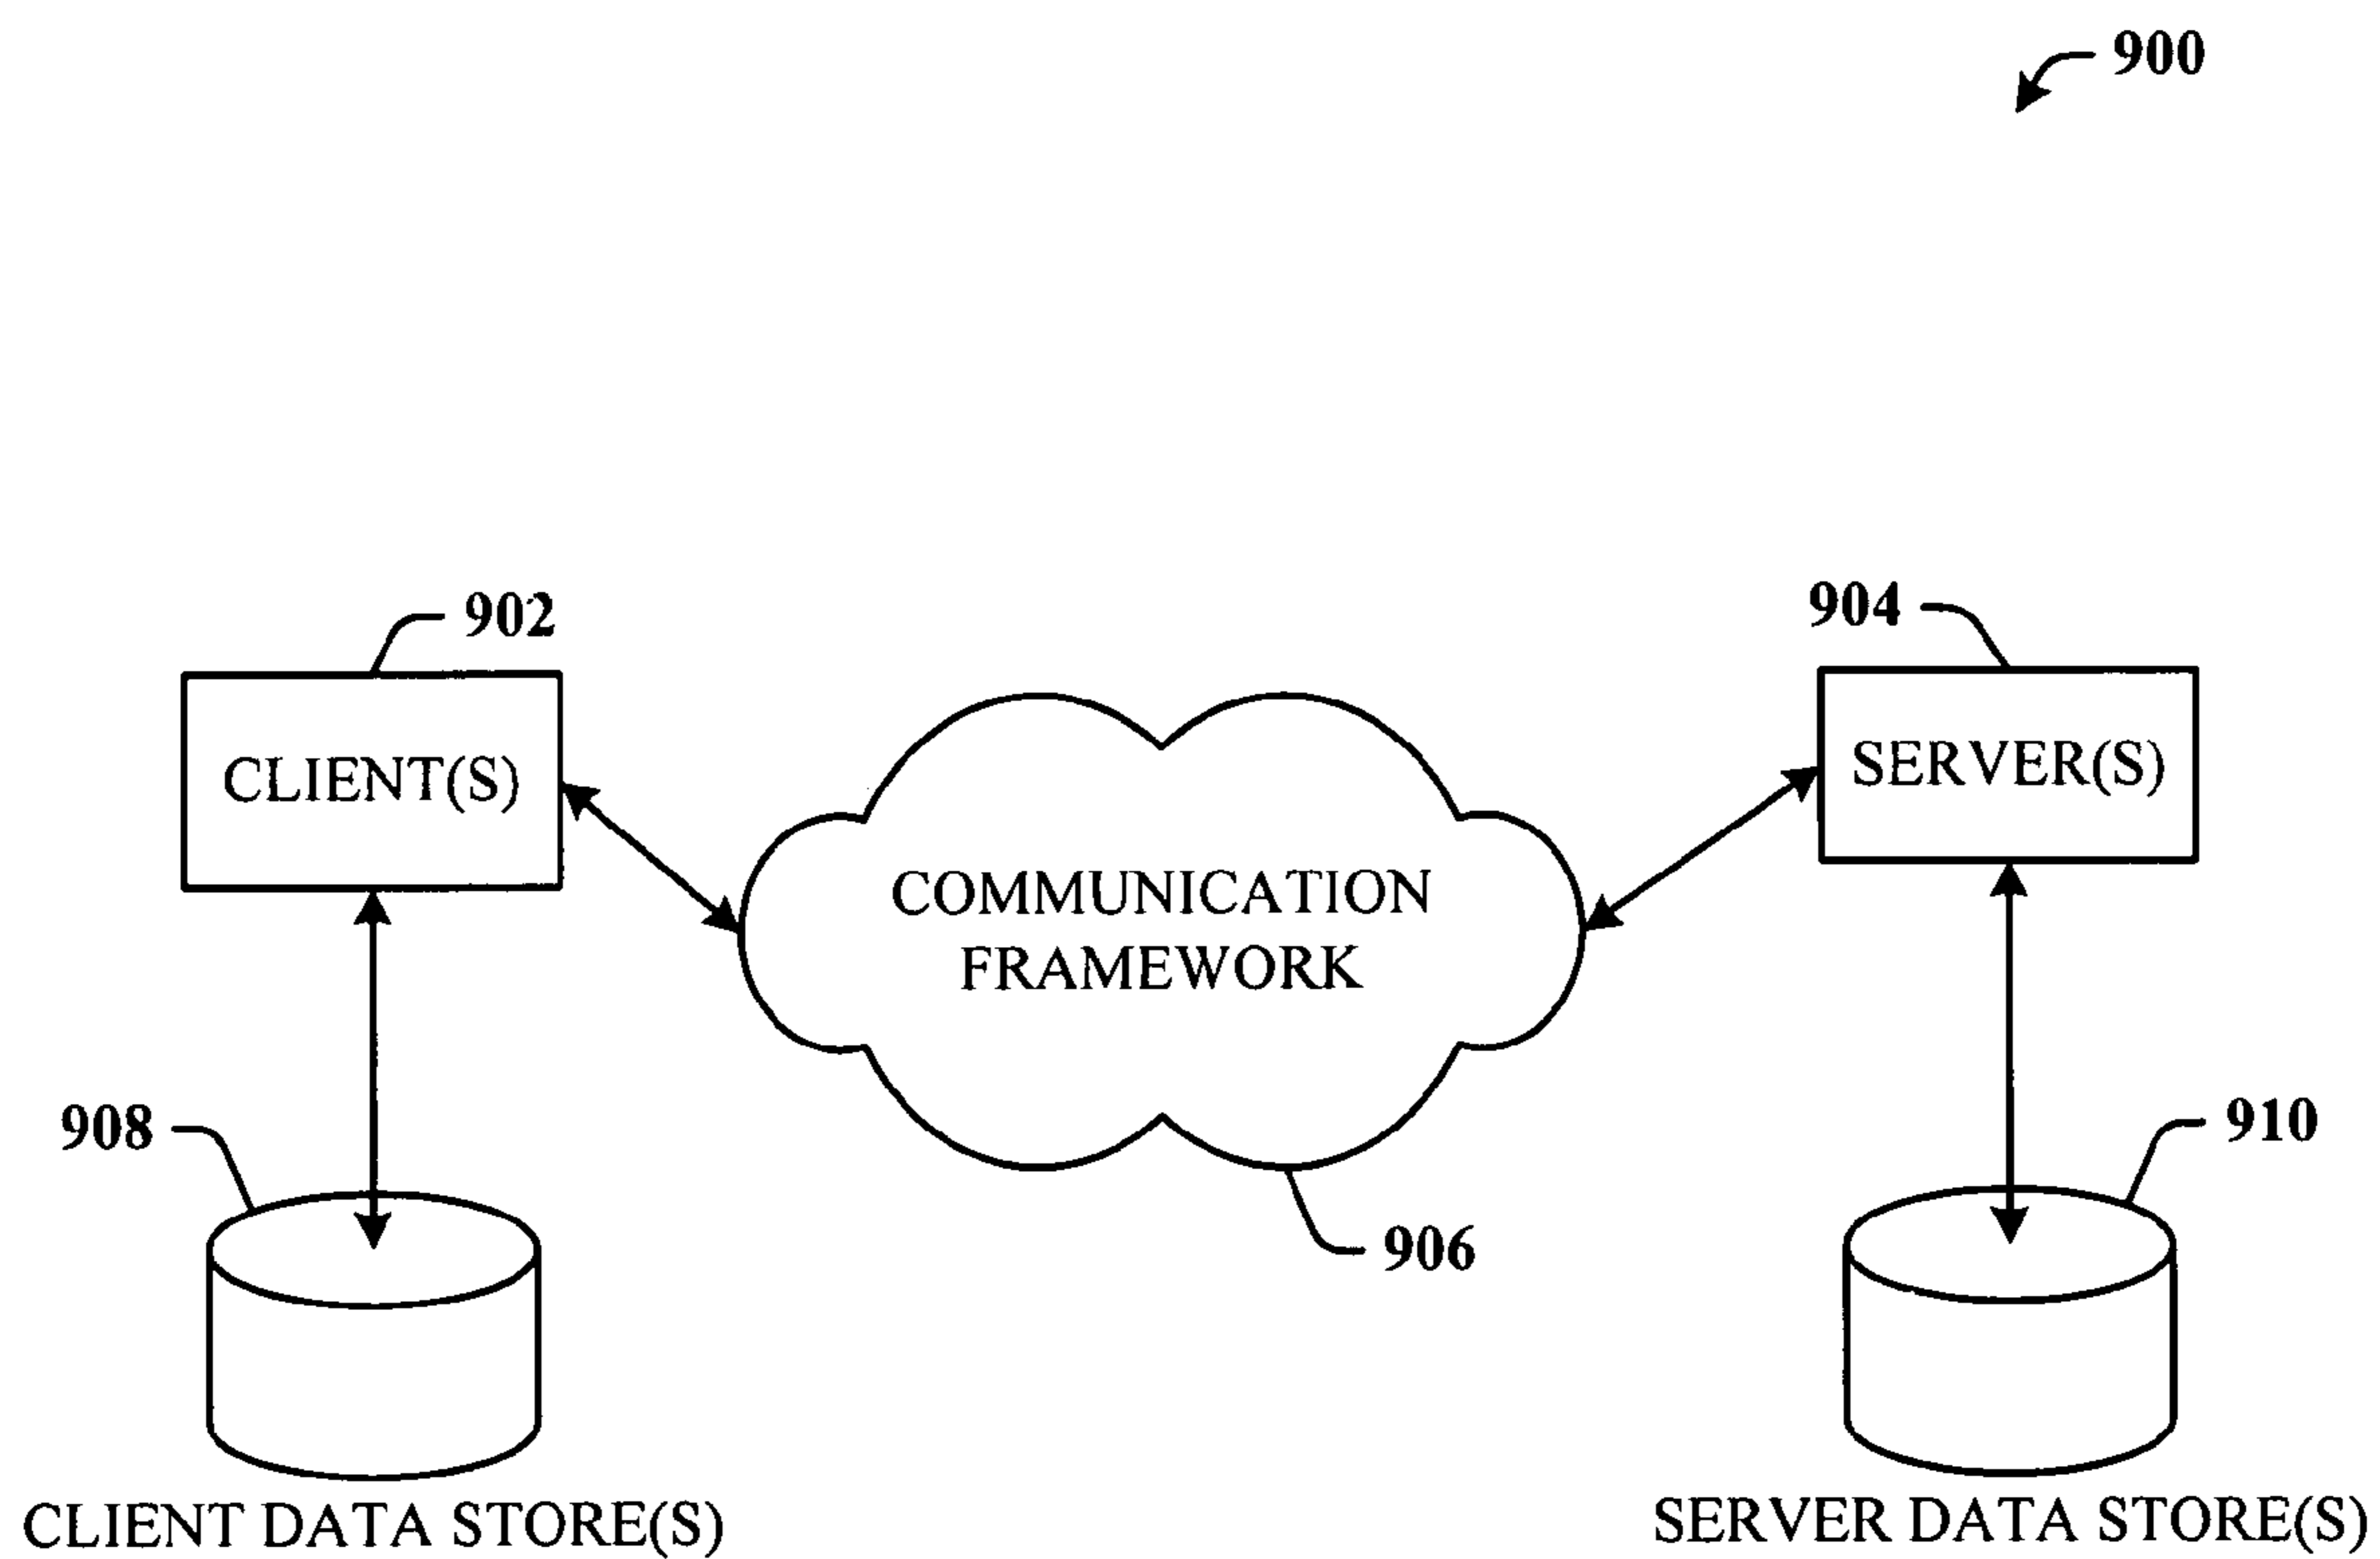 900
902
904
CLIENT(S)
SERVER(S)
COMMUNICATION
FRAMEWORK
908
910
906
CLIENT DATA STORE(S)
SERVER DATA STORE(S)